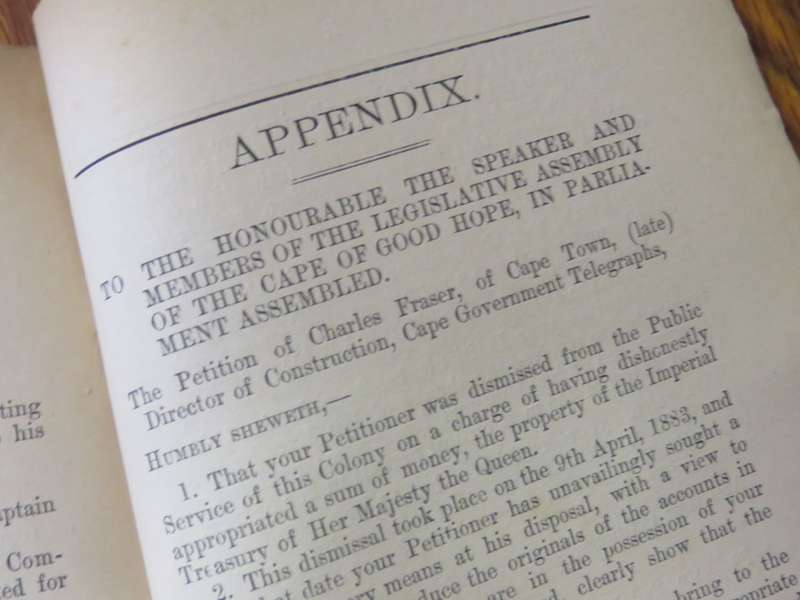 ting
his
ptain
Com-
ed for
APPENDIX.
TO THE HONOURABLE THE SPEAKER AND
MEMBERS OF THE LEGISLATIVE ASSEMBLY
OF THE CAPE OF GOOD HOPE, IN PARLIA-
MENT ASSEMBLED.
The Petition of Charles Fraser, of Cape Town, (late)
Director of Construction, Cape Government Telegraphs,
HUMBLY SHEWETH,—
1. That your Petitioner was dismissed from the Public
Service of this Colony on a charge of having dishonestly
appropriated a sum of money, the property of the Imperial
Treasury of Her Majesty the Queen.
2. This dismissal took place on the 9th April, 1883, and
date your Petitioner has unavailingly sought a
means at his disposal, with a view to
the originals of the accounts in
are in the possession of your
clearly show that the
bring to the